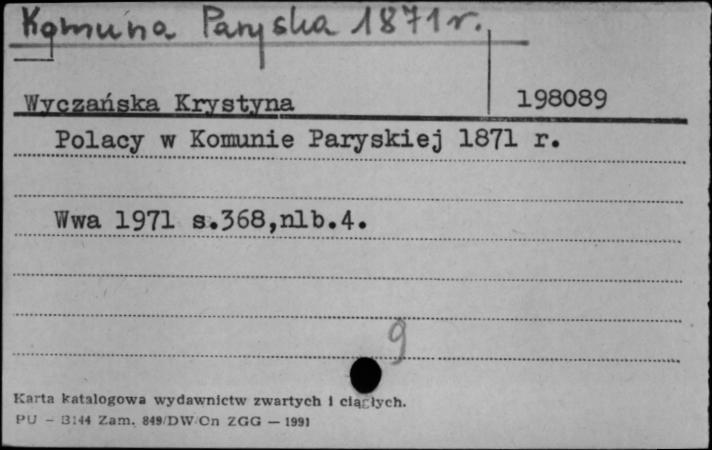 Komuna Paryska 1871 r.
Wyczańska Krystyna 198089
Polacy w Komunie Paryskiej 1871 r.
Wwa 1971 s.368,nlb.4.
9
Karta katalogowa wydawnictw zwartych i ciągłych.
PU – B144 Zam. 849/DW/On ZGG — 1991